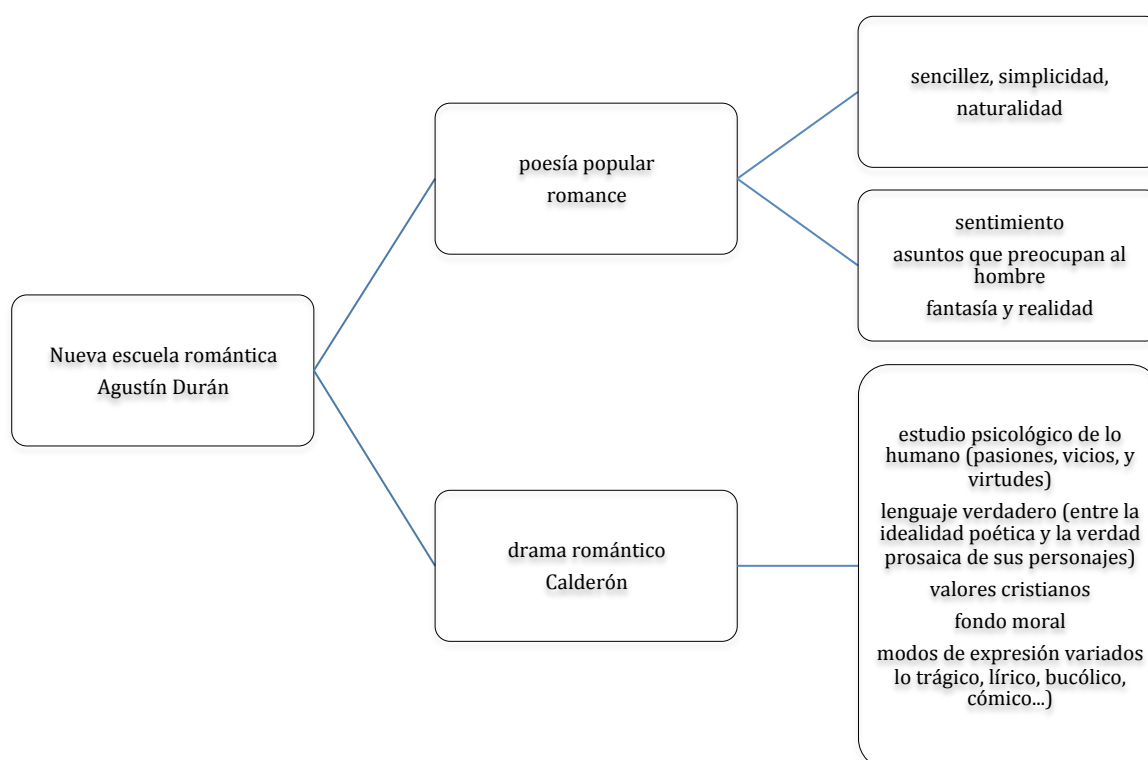 Nueva escuela romántica
Agustín Durán
poesía popular
romance
sencillez, simplicidad,
naturalidad
sentimiento
asuntos que preocupan al
hombre
fantasía y realidad
drama romántico
Calderón
estudio psicológico de lo
humano (pasiones, vicios, y
virtudes)
lenguaje verdadero (entre la
idealidad poética y la verdad
prosaica de sus personajes)
valores cristianos
fondo moral
modos de expresión variados
lo trágico, lírico, bucólico,
cómico...)